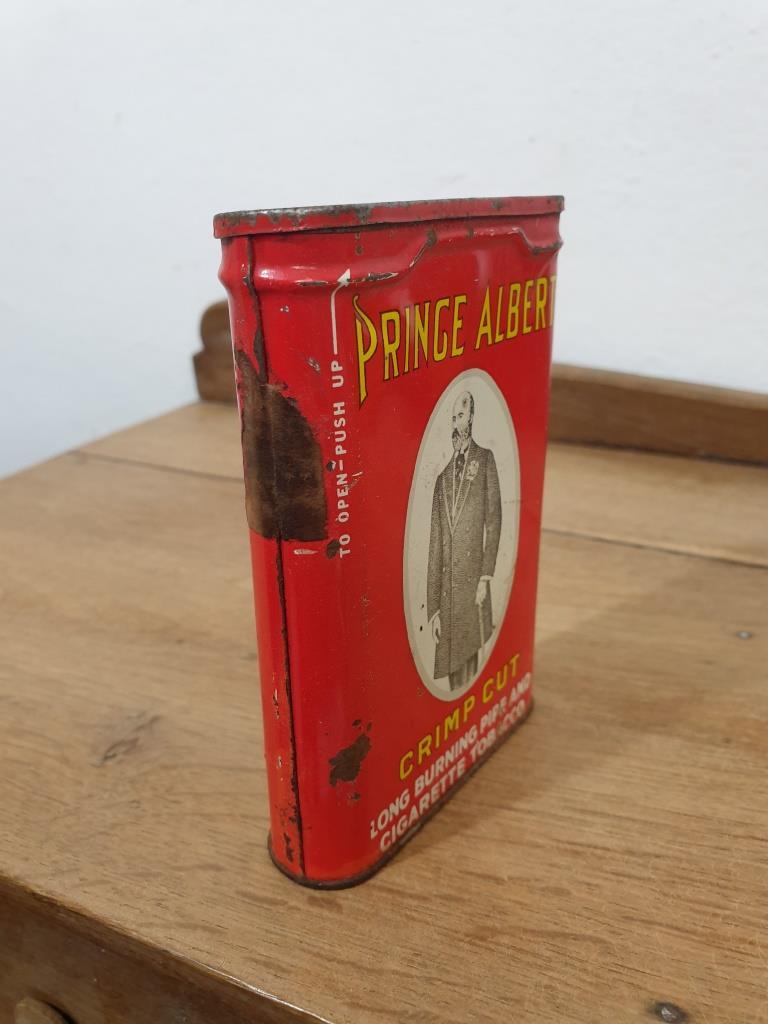 PRINCE ALBERT
TO OPEN-PUSH UP
CRIMP CUT
LONG BURNING PIPE AND
CIGARETTE TOBACCO